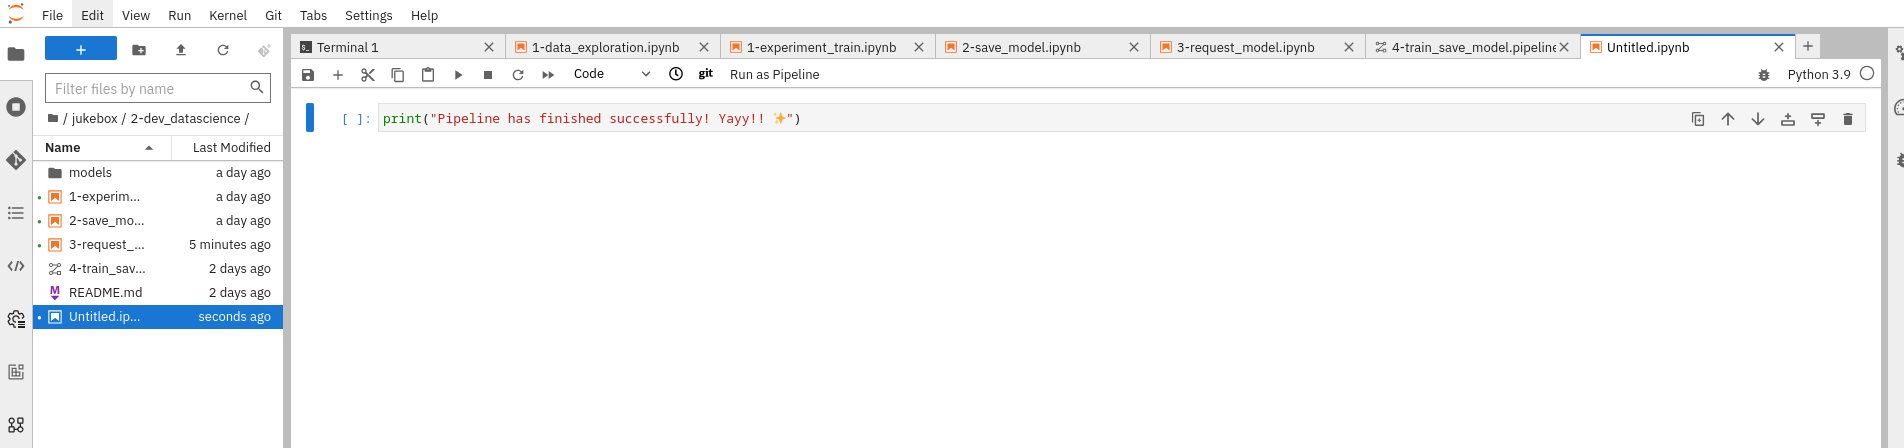 File Edit View Run Kernel Git Tabs Settings Help
Terminal 1 1-data_exploration.ipynb 1-experiment_train.ipynb 2-save_model.ipynb 3-request_model.ipynb 4-train_save_model.pipeline Untitled.ipynb
Code git Run as Pipeline Python 3.9
Filter files by name
/ jukebox / 2-dev_datascience /
Name Last Modified
models a day ago
1-experim... a day ago
2-save_mo... a day ago
3-request_... 5 minutes ago
4-train_sav... 2 days ago
README.md 2 days ago
Untitled.ip... seconds ago
[ ]: print("Pipeline has finished successfully! Yayy!! ✨")